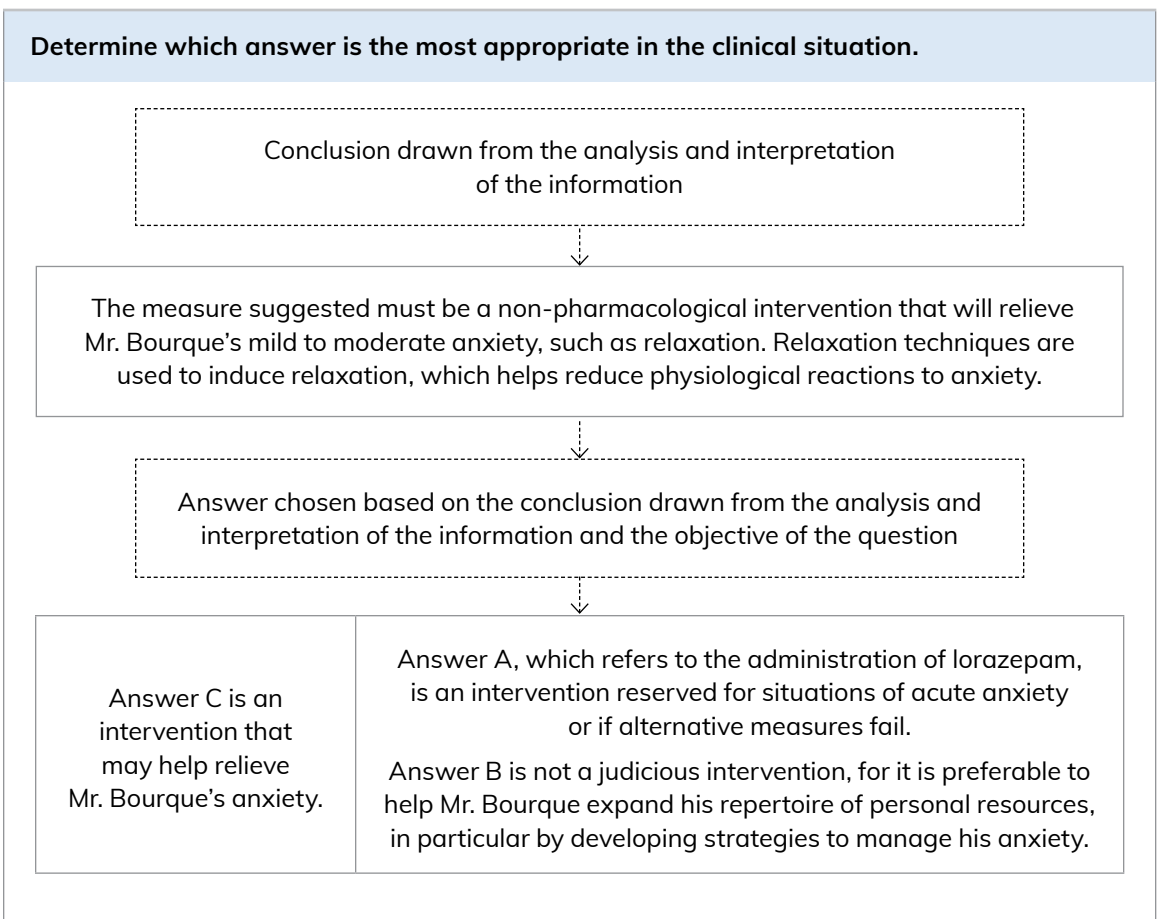 Determine which answer is the most appropriate in the clinical situation.
Conclusion drawn from the analysis and interpretation
of the information
The measure suggested must be a non-pharmacological intervention that will relieve
Mr. Bourque’s mild to moderate anxiety, such as relaxation. Relaxation techniques are
used to induce relaxation, which helps reduce physiological reactions to anxiety.
Answer chosen based on the conclusion drawn from the analysis and
interpretation of the information and the objective of the question
Answer C is an
intervention that
may help relieve
Mr. Bourque’s anxiety.
Answer A, which refers to the administration of lorazepam,
is an intervention reserved for situations of acute anxiety
or if alternative measures fail.
Answer B is not a judicious intervention, for it is preferable to
help Mr. Bourque expand his repertoire of personal resources,
in particular by developing strategies to manage his anxiety.